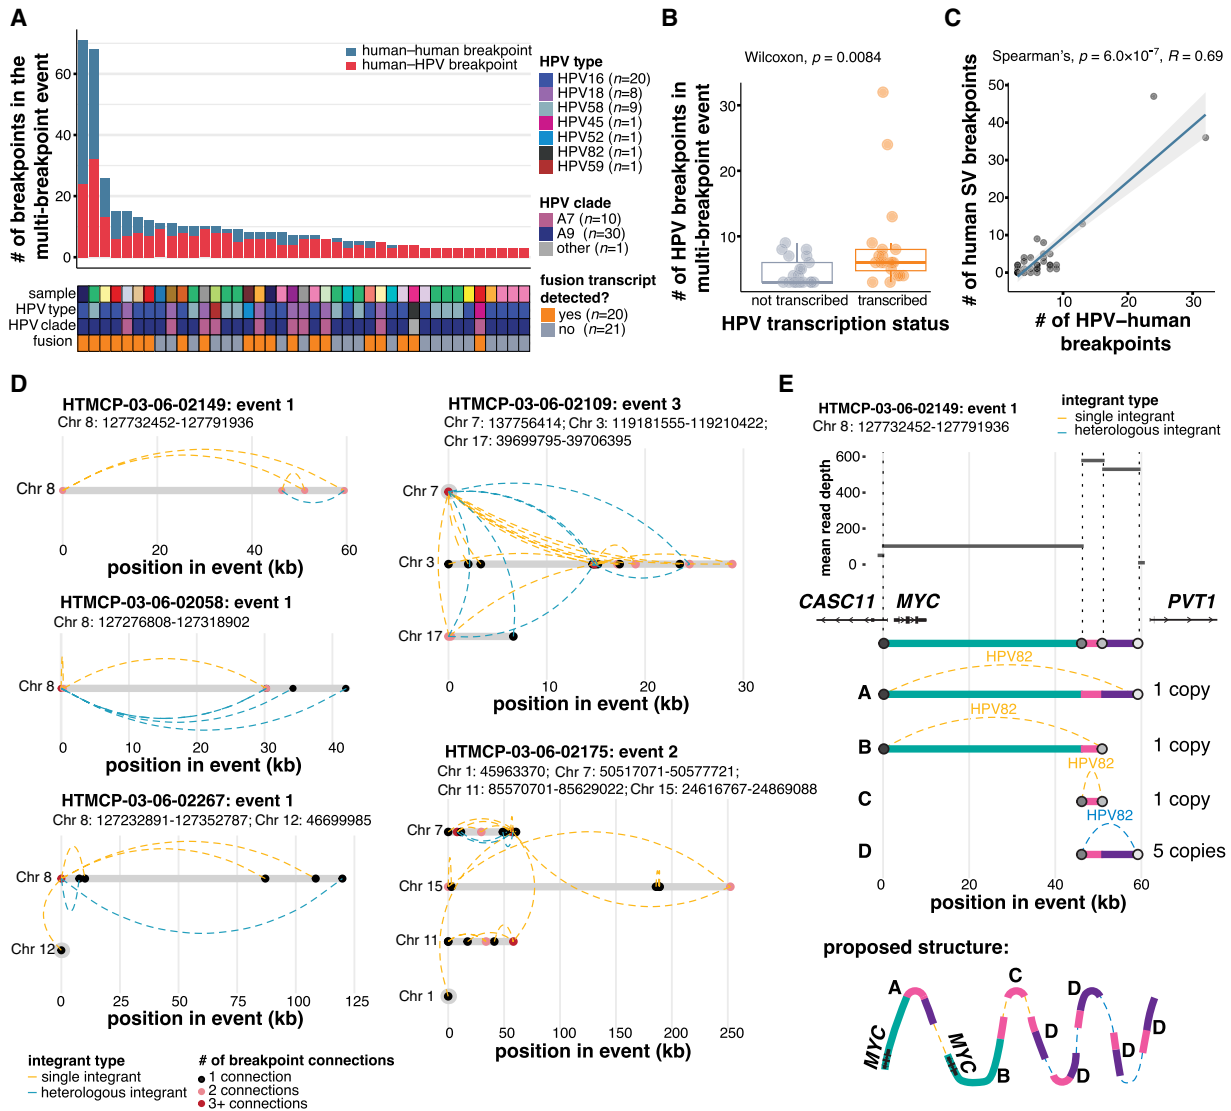 A
# of breakpoints in the
multi-breakpoint event
60
40
20
0
human–human breakpoint
human–HPV breakpoint
sample
HPV type
HPV clade
fusion
HPV type
HPV16 (n=20)
HPV18 (n=8)
HPV58 (n=9)
HPV45 (n=1)
HPV52 (n=1)
HPV82 (n=1)
HPV59 (n=1)
HPV clade
A7 (n=10)
A9 (n=30)
other (n=1)
fusion transcript
detected?
yes (n=20)
no (n=21)
B
Wilcoxon, p = 0.0084
# of HPV breakpoints in
multi-breakpoint event
30
20
10
not transcribed
transcribed
HPV transcription status
C
Spearman's, p = 6.0×10⁻⁷, R = 0.69
# of human SV breakpoints
50
40
30
20
10
0
10
20
30
# of HPV–human
breakpoints
D
HTMCP-03-06-02149: event 1
Chr 8: 127732452-127791936
Chr 8
0
20
40
60
position in event (kb)
HTMCP-03-06-02058: event 1
Chr 8: 127276808-127318902
Chr 8
0
10
20
30
40
position in event (kb)
HTMCP-03-06-02267: event 1
Chr 8: 127232891-127352787; Chr 12: 46699985
Chr 8
Chr 12
0
25
50
75
100
125
position in event (kb)
integrant type
single integrant
heterologous integrant
# of breakpoint connections
1 connection
2 connections
3+ connections
HTMCP-03-06-02109: event 3
Chr 7: 137756414; Chr 3: 119181555-119210422;
Chr 17: 39699795-39706395
Chr 7
Chr 3
Chr 17
0
10
20
30
position in event (kb)
HTMCP-03-06-02175: event 2
Chr 1: 45963370; Chr 7: 50517071-50577721;
Chr 11: 85570701-85629022; Chr 15: 24616767-24869088
Chr 7
Chr 15
Chr 11
Chr 1
0
50
100
150
200
250
position in event (kb)
E
HTMCP-03-06-02149: event 1
Chr 8: 127732452-127791936
integrant type
single integrant
heterologous integrant
mean read depth
600
400
200
0
CASC11
MYC
PVT1
HPV82
A
1 copy
HPV82
B
1 copy
HPV82
C
1 copy
HPV82
D
5 copies
0
20
40
60
position in event (kb)
proposed structure:
A
MYC
MYC
B
C
D
D
D
D
D